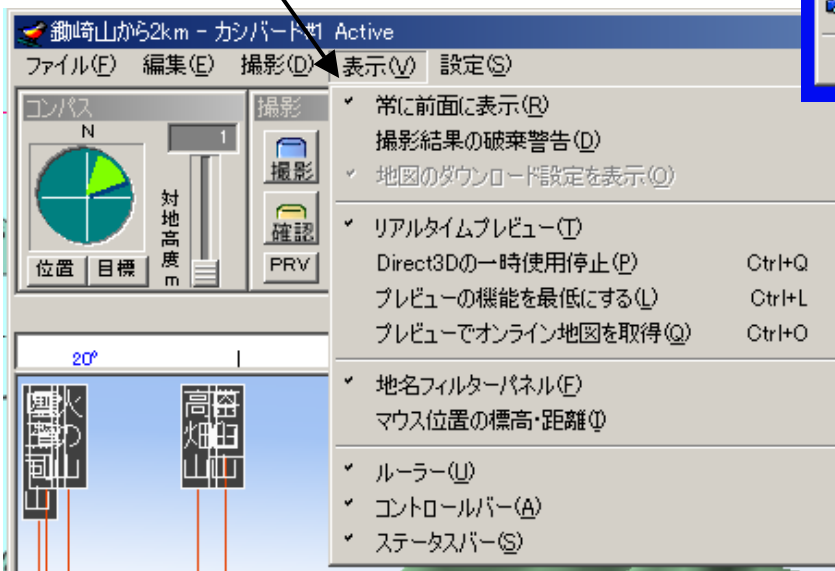 鋤崎山から2km - カシバード#1 Active
ファイル(F) 編集(E) 撮影(D) 表示(V) 設定(S)
コンパス
撮影
N
1
対地高度m
撮影
確認
位置 目標
PRV
常に前面に表示(R)
撮影結果の破棄警告(D)
地図のダウンロード設定を表示(O)
リアルタイムプレビュー(T)
Direct3Dの一時使用停止(P) Ctrl+Q
プレビューの機能を最低にする(L) Ctrl+L
プレビューでオンライン地図を取得(Q) Ctrl+O
地名フィルターパネル(F)
マウス位置の標高・距離(I)
ルーラー(U)
コントロールバー(A)
ステータスバー(S)
20°
火の山
高畑山